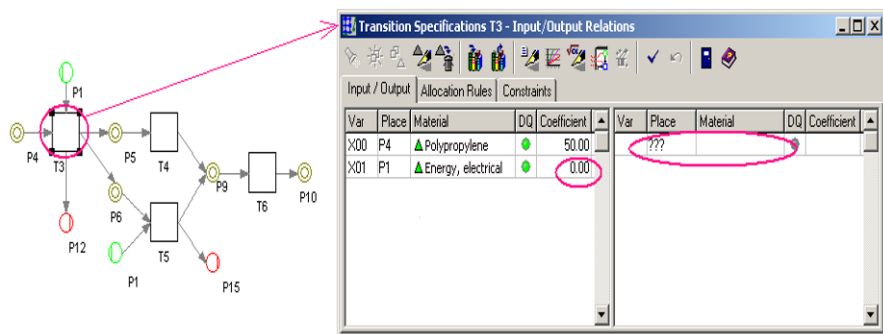 Transition Specifications T3 - Input/Output Relations
Input / Output Allocation Rules Constraints
Var Place Material DQ Coefficient Var Place Material DQ Coefficient
X00 P4 Polypropylene 50.00 ???
X01 P1 Energy, electrical 0.00
P1
P4 T3 P5 T4
P9 T6 P10
P6
P12 T5
P1 P15